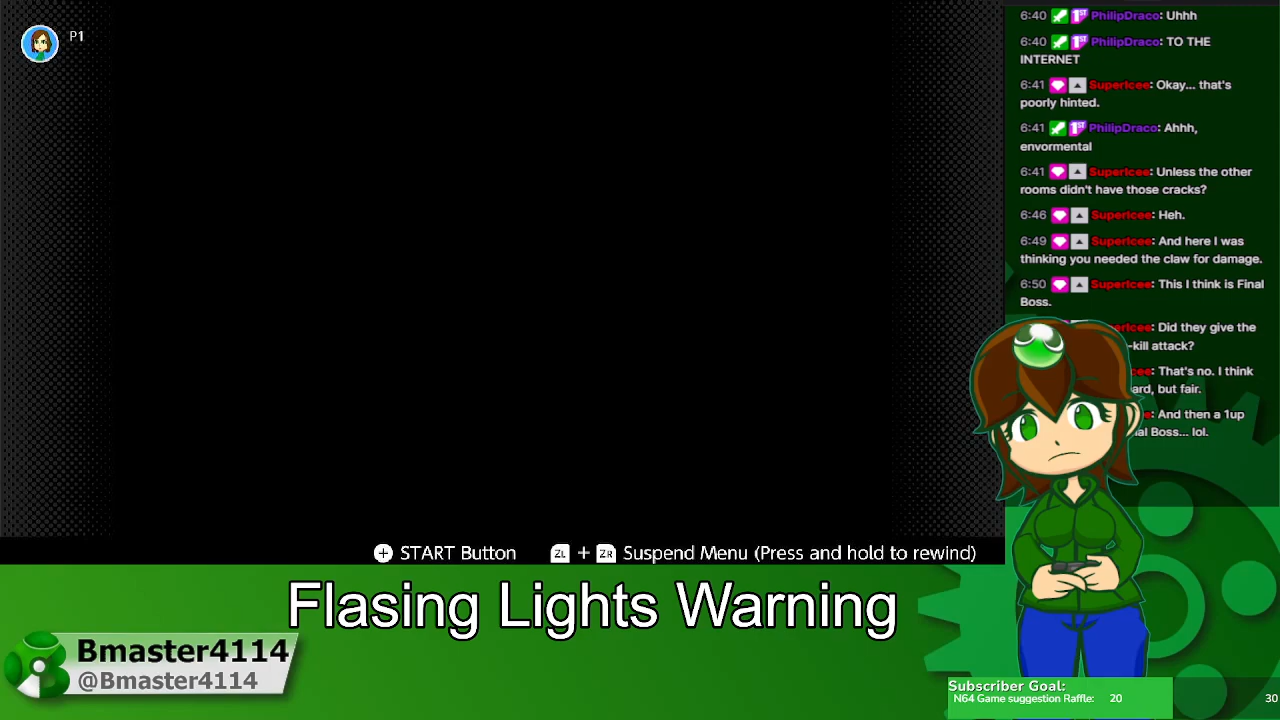 P1
6:40 PhilipDraco: Uhhh
6:40 PhilipDraco: TO THE
INTERNET
6:41 SuperIcee: Okay... that's
poorly hinted.
6:41 PhilipDraco: Ahhh,
envormental
6:41 SuperIcee: Unless the other
rooms didn't have those cracks?
6:46 SuperIcee: Heh.
6:49 SuperIcee: And here I was
thinking you needed the claw for damage.
6:50 SuperIcee: This I think is Final
Boss.
Did they give the
-kill attack?
That's no. I think
but fair.
And then a 1up
Boss... lol.
START Button ZL + ZR Suspend Menu (Press and hold to rewind)
Flasing Lights Warning
Bmaster4114
@Bmaster4114
Subscriber Goal:
N64 Game suggestion Raffle: 20 30